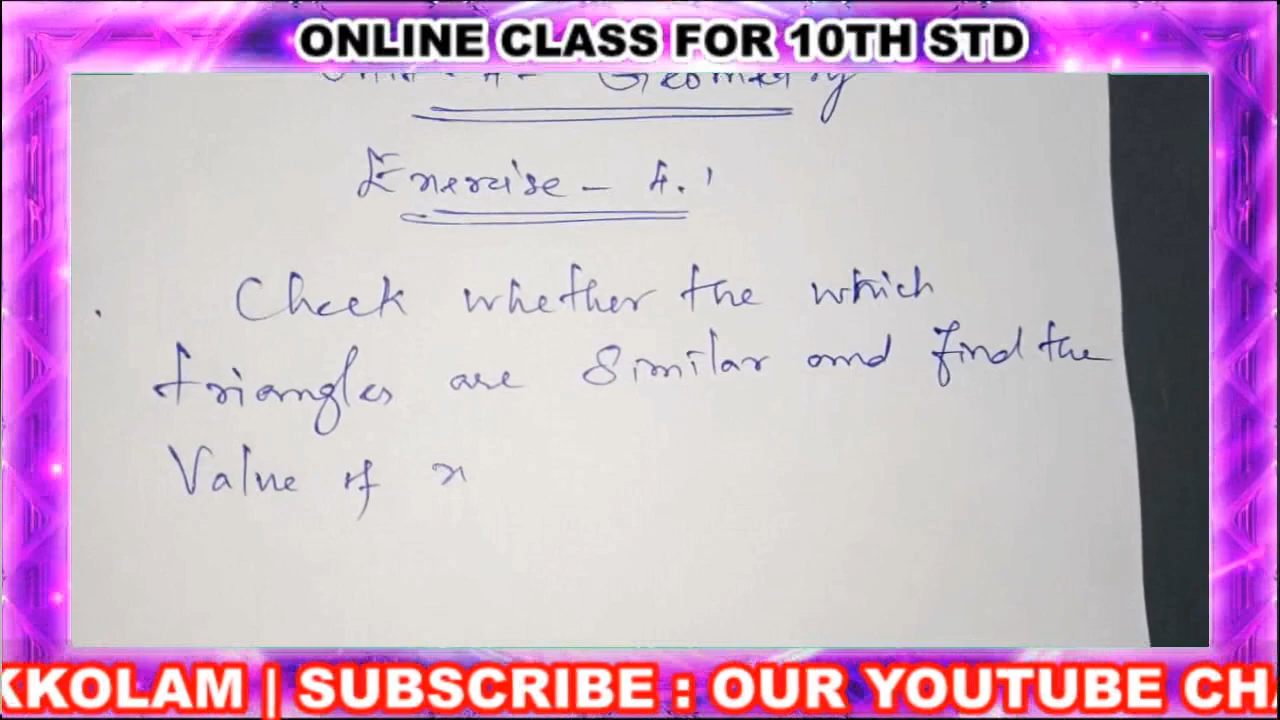 ONLINE CLASS FOR 10TH STD
Geometry
Exercise - 4.1
Check whether the which
triangles are Similar and find the
Value of x
KKOLAM | SUBSCRIBE : OUR YOUTUBE CHA